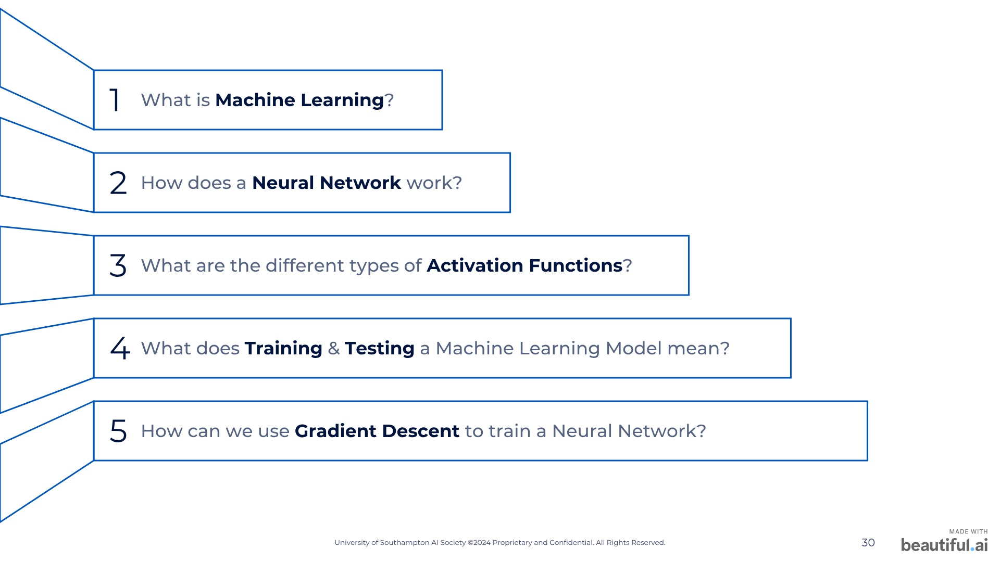 1 What is Machine Learning?
2 How does a Neural Network work?
3 What are the different types of Activation Functions?
4 What does Training & Testing a Machine Learning Model mean?
5 How can we use Gradient Descent to train a Neural Network?
University of Southampton AI Society ©2024 Proprietary and Confidential. All Rights Reserved.
30
MADE WITH
beautiful.ai